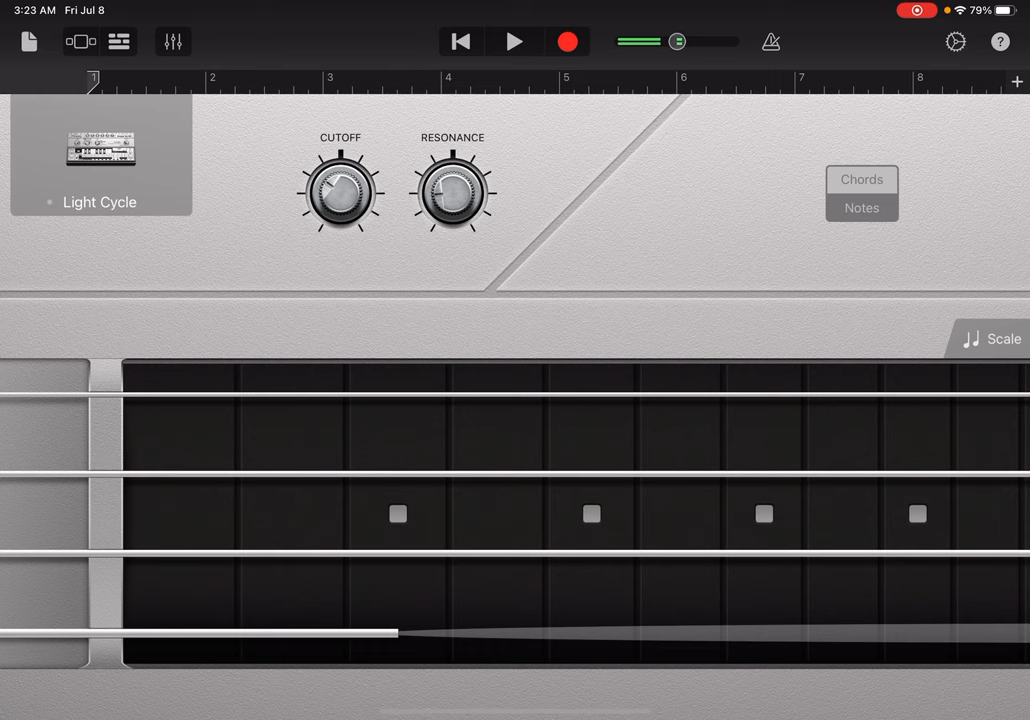 3:23 AM Fri Jul 8
79%
?
1 2 3 4 5 6 7 8
CUTOFF RESONANCE
Light Cycle
Chords
Notes
Scale